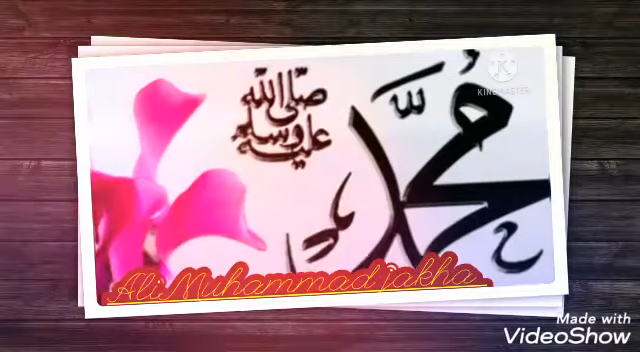 محمد
صلى الله
عليه وسلم
KINEMASTER
Ali Muhammad jakha
Made with
VideoShow